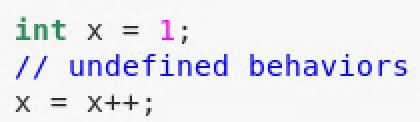 int x = 1;
// undefined behaviors
x = x++;